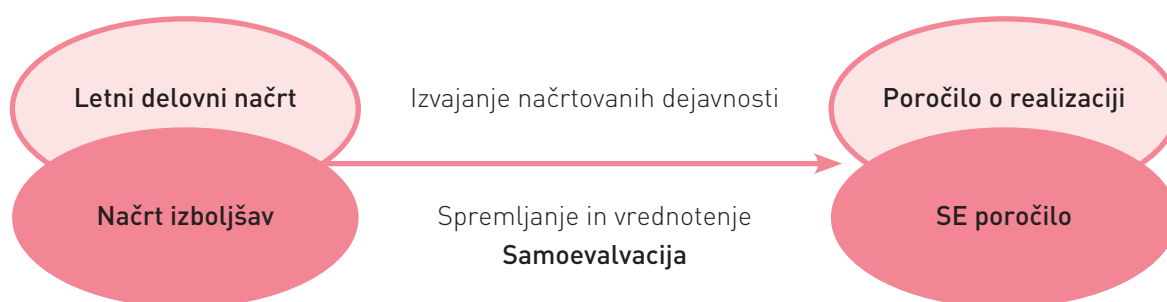 Letni delovni načrt
Izvajanje načrtovanih dejavnosti
Poročilo o realizaciji
Načrt izboljšav
Spremljanje in vrednotenje
Samoevalvacija
SE poročilo